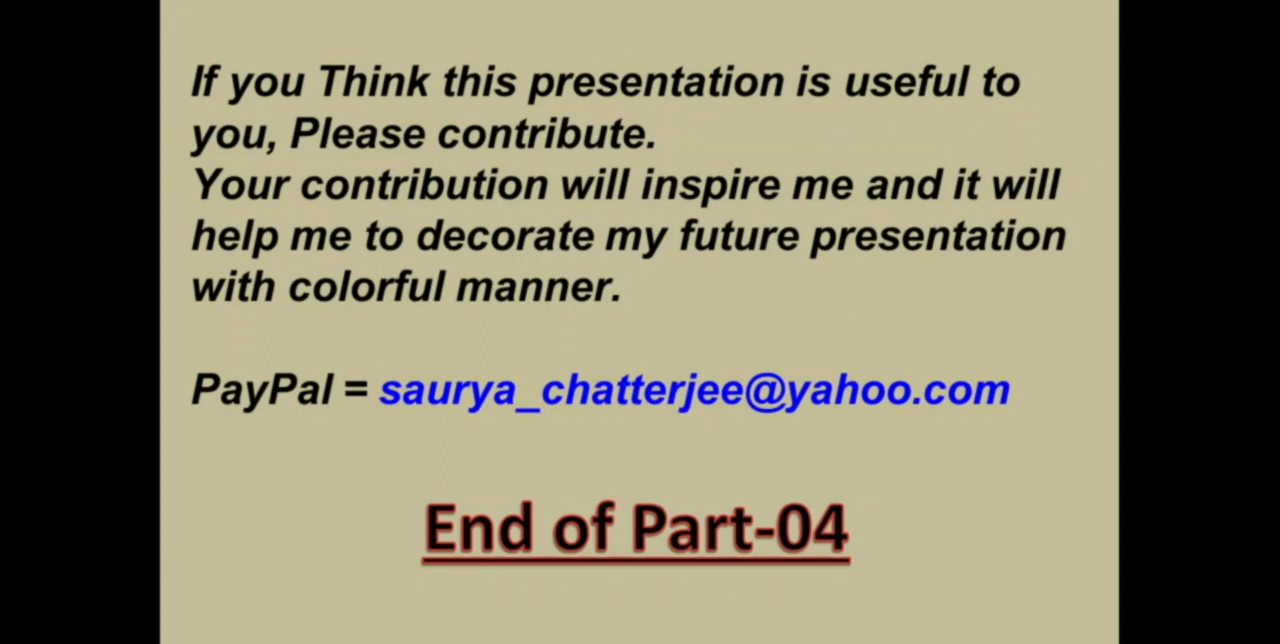 If you Think this presentation is useful to
you, Please contribute.
Your contribution will inspire me and it will
help me to decorate my future presentation
with colorful manner.
PayPal = saurya_chatterjee@yahoo.com
End of Part-04